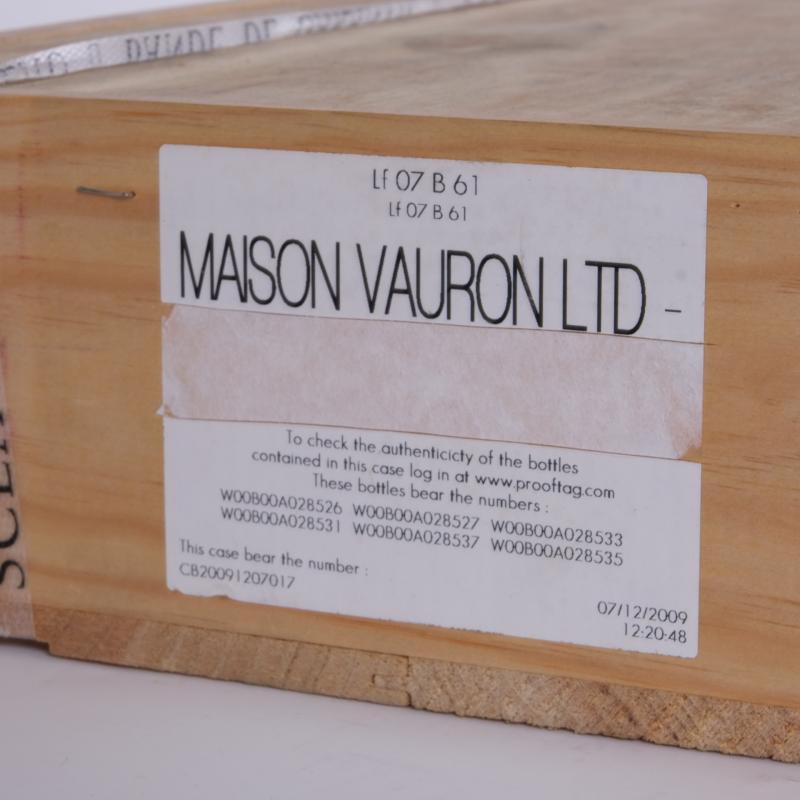 Lf 07 B 61
Lf 07 B 61
MAISON VAURON LTD -
To check the authenticicty of the bottles
contained in this case log in at www.prooftag.com
These bottles bear the numbers :
W00B00A028526 W00B00A028527 W00B00A028533
W00B00A028531 W00B00A028537 W00B00A028535
This case bear the number :
CB20091207017
07/12/2009
12:20:48